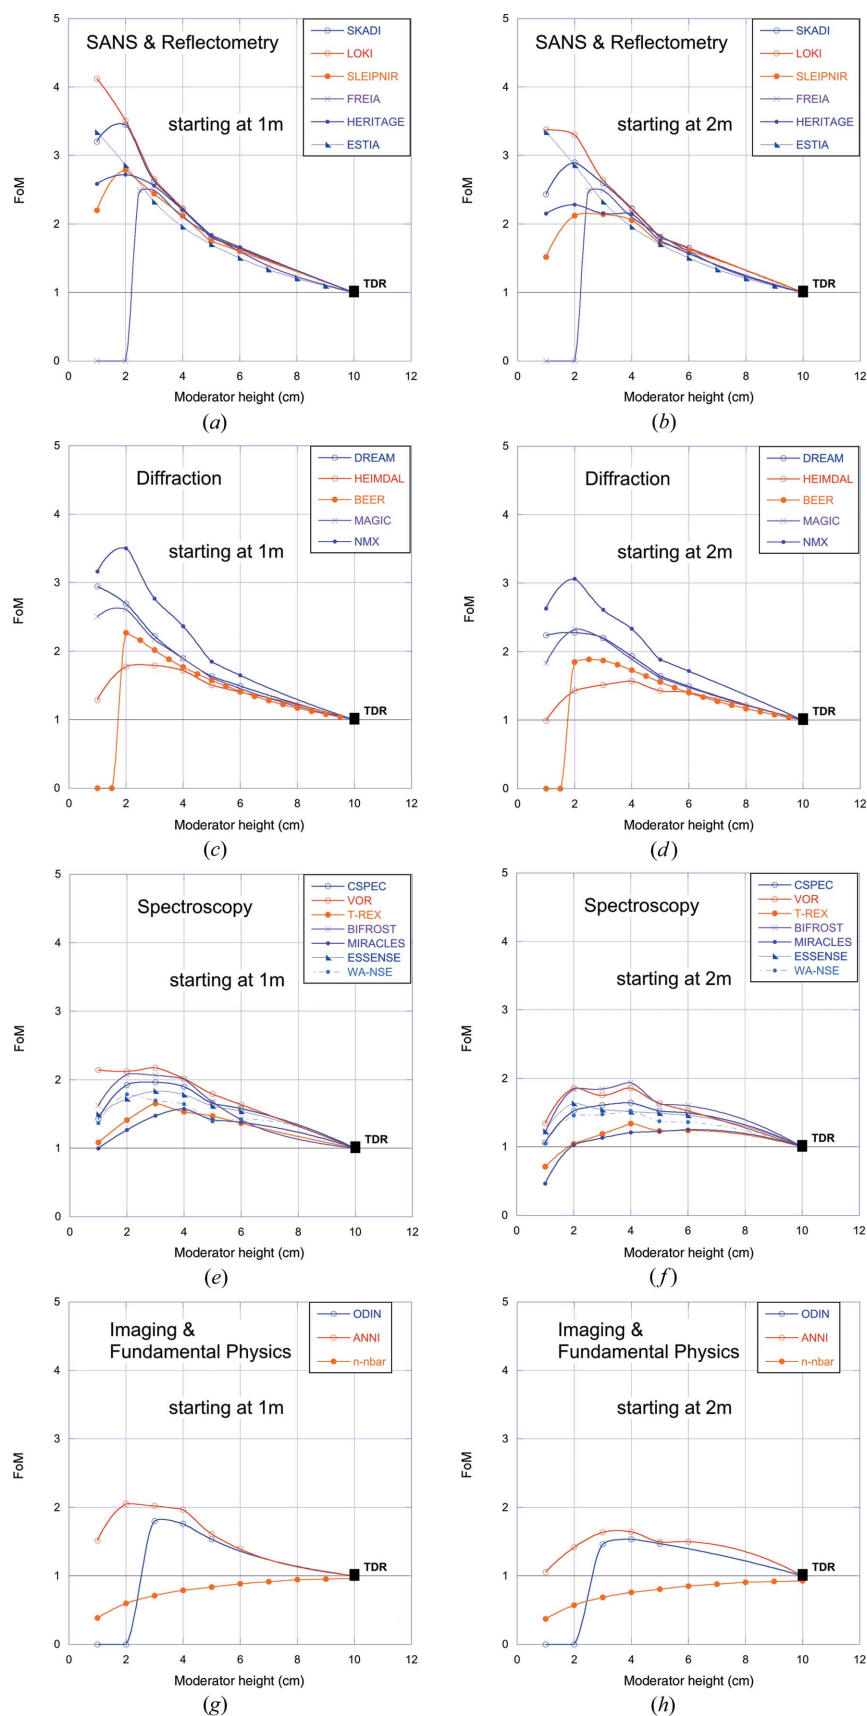 SANS & Reflectometry
SKADI
LOKI
SLEIPNIR
FREIA
HERITAGE
ESTIA
starting at 1m
FoM
5
4
3
2
1
0
TDR
0 2 4 6 8 10 12
Moderator height (cm)
(a)
SANS & Reflectometry
SKADI
LOKI
SLEIPNIR
FREIA
HERITAGE
ESTIA
starting at 2m
FoM
5
4
3
2
1
0
TDR
0 2 4 6 8 10 12
Moderator height (cm)
(b)
Diffraction
DREAM
HEIMDAL
BEER
MAGIC
NMX
starting at 1m
FoM
5
4
3
2
1
0
TDR
0 2 4 6 8 10 12
Moderator height (cm)
(c)
Diffraction
DREAM
HEIMDAL
BEER
MAGIC
NMX
starting at 2m
FoM
5
4
3
2
1
0
TDR
0 2 4 6 8 10 12
Moderator height (cm)
(d)
Spectroscopy
CSPEC
VOR
T-REX
BIFROST
MIRACLES
ESSENSE
WA-NSE
starting at 1m
FoM
5
4
3
2
1
0
TDR
0 2 4 6 8 10 12
Moderator height (cm)
(e)
Spectroscopy
CSPEC
VOR
T-REX
BIFROST
MIRACLES
ESSENSE
WA-NSE
starting at 2m
FoM
5
4
3
2
1
0
TDR
0 2 4 6 8 10 12
Moderator height (cm)
(f)
Imaging &
Fundamental Physics
ODIN
ANNI
n-nbar
starting at 1m
FoM
5
4
3
2
1
0
TDR
0 2 4 6 8 10 12
Moderator height (cm)
(g)
Imaging &
Fundamental Physics
ODIN
ANNI
n-nbar
starting at 2m
FoM
5
4
3
2
1
0
TDR
0 2 4 6 8 10 12
Moderator height (cm)
(h)